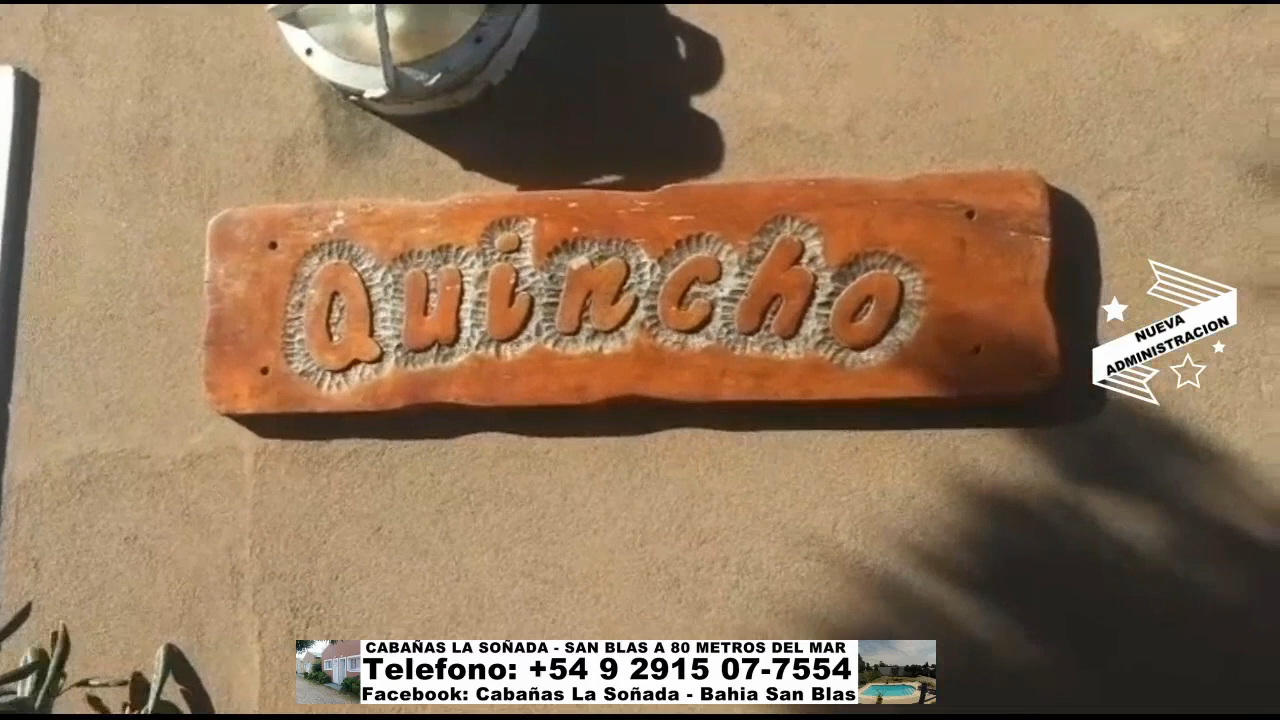 Quincho
NUEVA
ADMINISTRACION
CABAÑAS LA SOÑADA - SAN BLAS A 80 METROS DEL MAR
Telefono: +54 9 2915 07-7554
Facebook: Cabañas La Soñada - Bahia San Blas